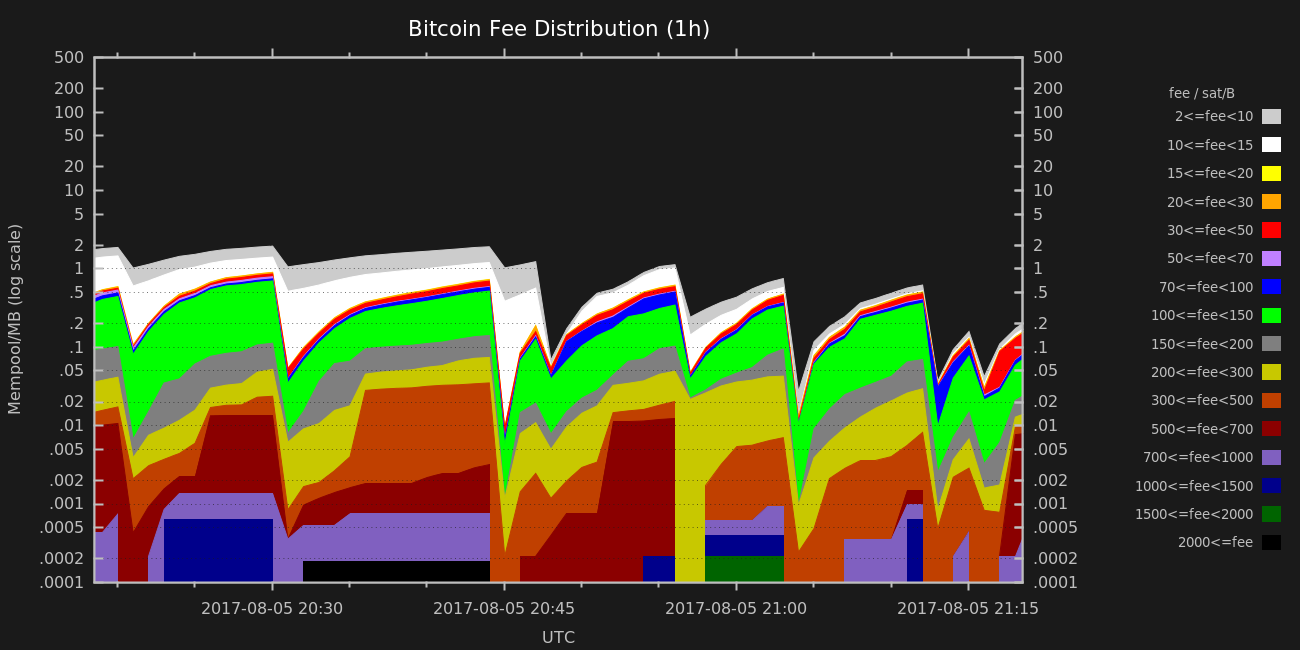 Bitcoin Fee Distribution (1h)
Mempool/MB (log scale)
500
200
100
50
20
10
5
2
1
.5
.2
.1
.05
.02
.01
.005
.002
.001
.0005
.0002
.0001
500
200
100
50
20
10
5
2
1
.5
.2
.1
.05
.02
.01
.005
.002
.001
.0005
.0002
.0001
2017-08-05 20:30
2017-08-05 20:45
2017-08-05 21:00
2017-08-05 21:15
UTC
fee / sat/B
2<=fee<10
10<=fee<15
15<=fee<20
20<=fee<30
30<=fee<50
50<=fee<70
70<=fee<100
100<=fee<150
150<=fee<200
200<=fee<300
300<=fee<500
500<=fee<700
700<=fee<1000
1000<=fee<1500
1500<=fee<2000
2000<=fee